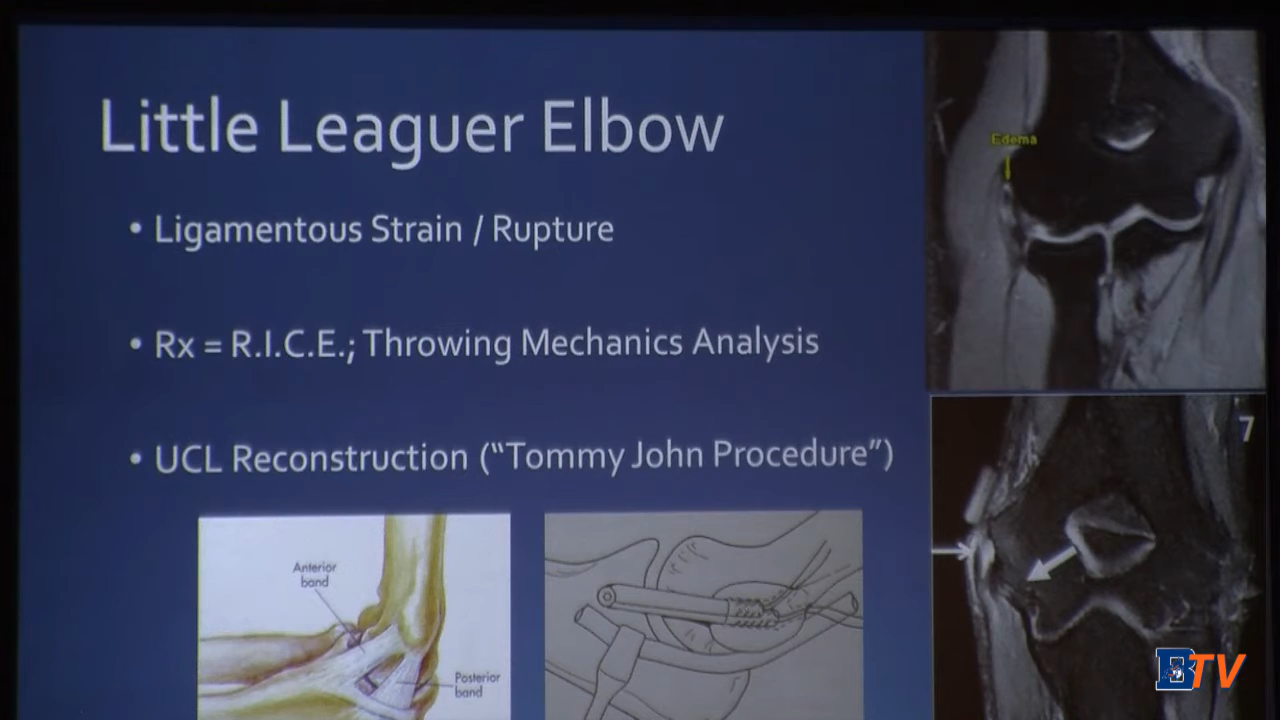 Little Leaguer Elbow
• Ligamentous Strain / Rupture
• Rx = R.I.C.E.; Throwing Mechanics Analysis
• UCL Reconstruction (“Tommy John Procedure”)
Edema
7
Anterior
band
Posterior
band
BTV